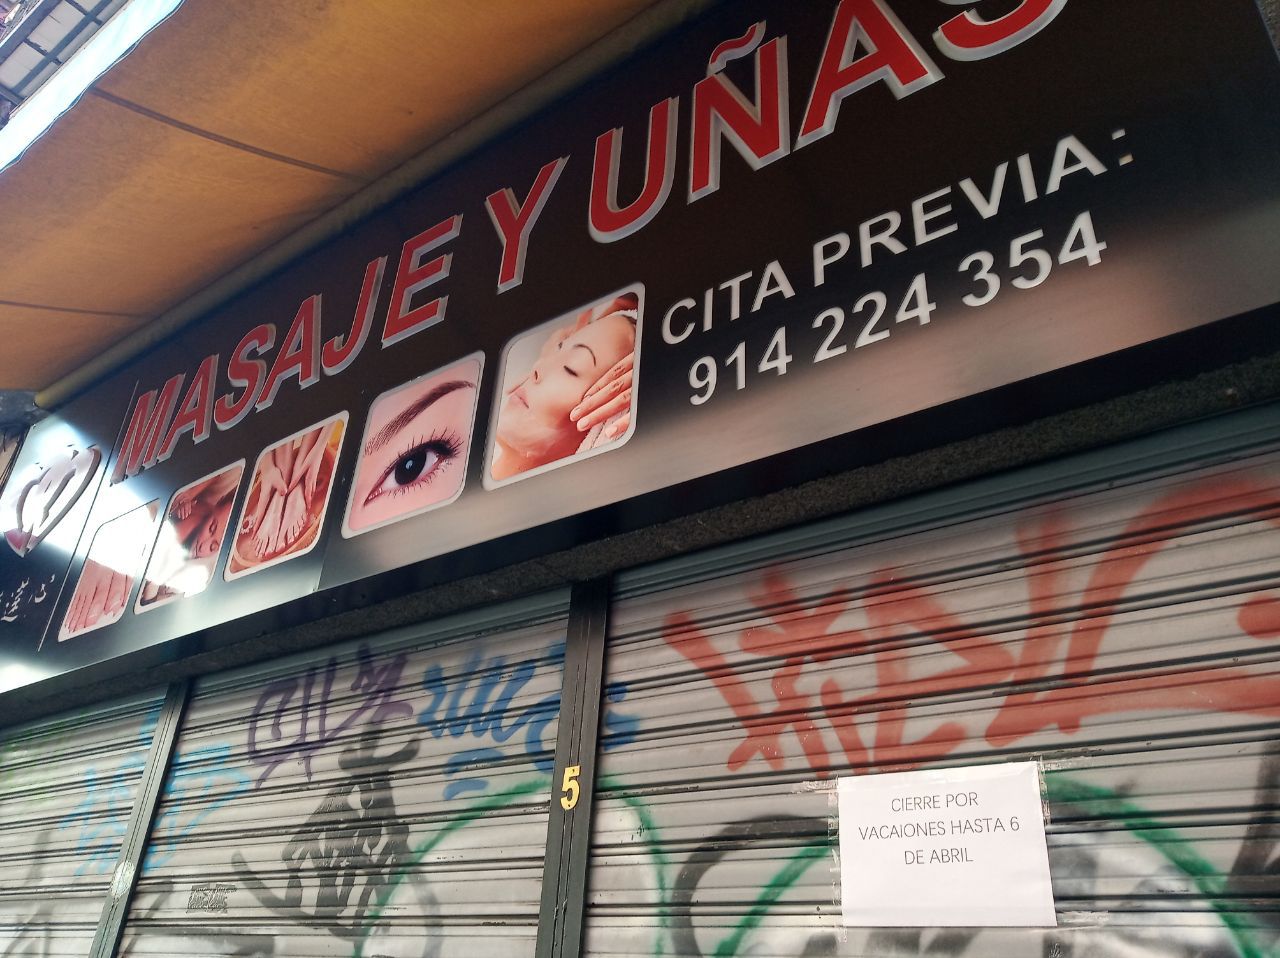 MASAJE Y UÑAS
CITA PREVIA:
914 224 354
5
CIERRE POR
VACAIONES HASTA 6
DE ABRIL